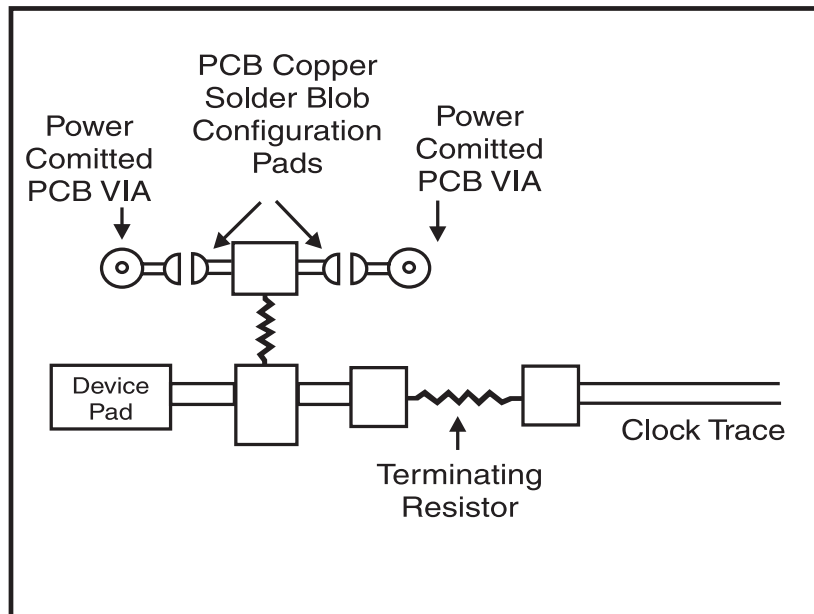 PCB Copper
Solder Blob
Configuration
Pads
Power
Comitted
PCB VIA
Power
Comitted
PCB VIA
Device
Pad
Clock Trace
Terminating
Resistor